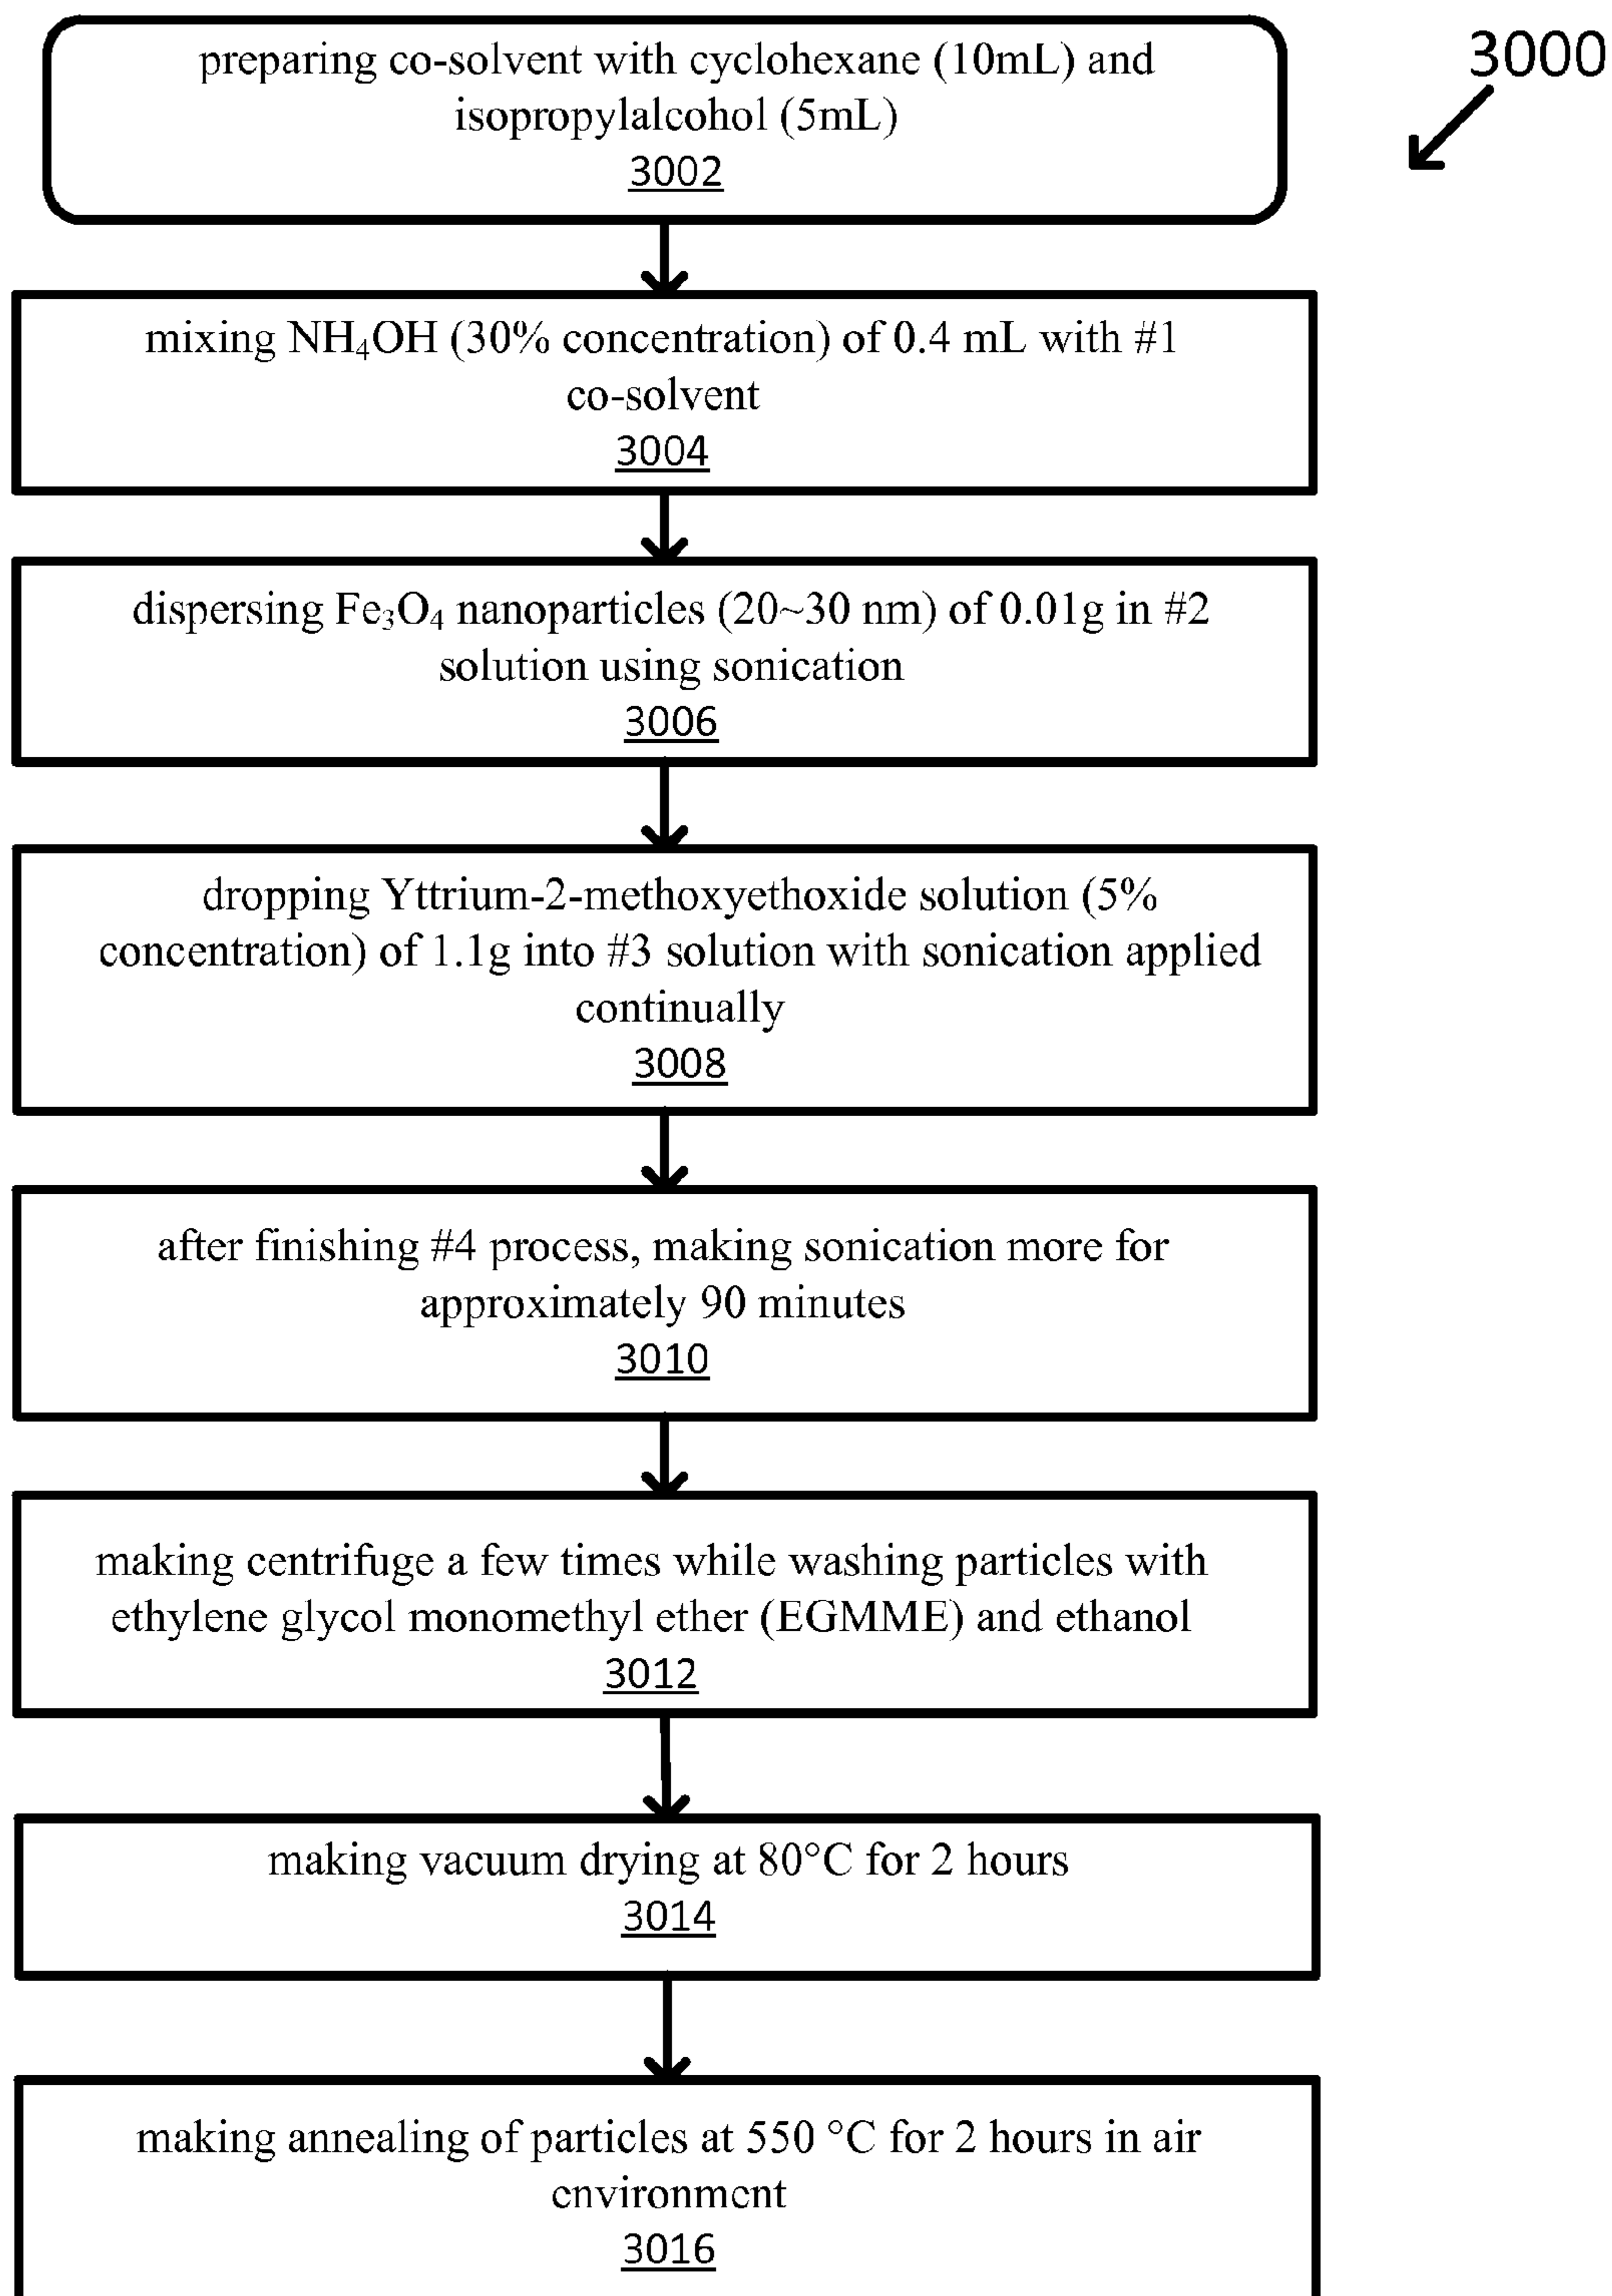 preparing co-solvent with cyclohexane (10mL) and
isopropylalcohol (5mL)
3002
3000
mixing NH₄OH (30% concentration) of 0.4 mL with #1
co-solvent
3004
dispersing Fe₃O₄ nanoparticles (20~30 nm) of 0.01g in #2
solution using sonication
3006
dropping Yttrium-2-methoxyethoxide solution (5%
concentration) of 1.1g into #3 solution with sonication applied
continually
3008
after finishing #4 process, making sonication more for
approximately 90 minutes
3010
making centrifuge a few times while washing particles with
ethylene glycol monomethyl ether (EGMME) and ethanol
3012
making vacuum drying at 80°C for 2 hours
3014
making annealing of particles at 550 °C for 2 hours in air
environment
3016